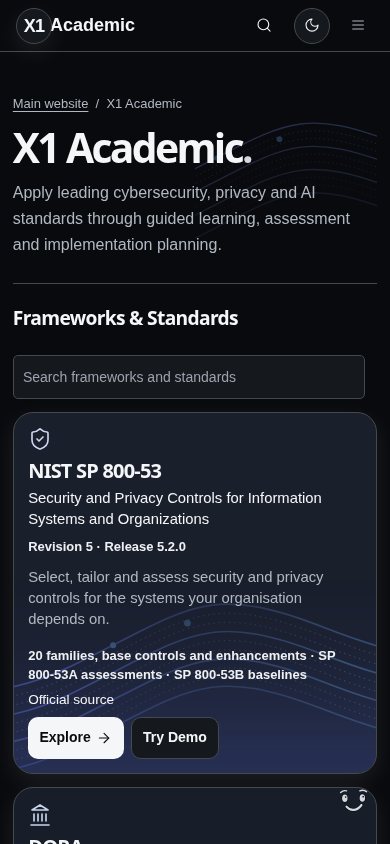 X1 Academic
Main website / X1 Academic
X1 Academic.
Apply leading cybersecurity, privacy and AI
standards through guided learning, assessment
and implementation planning.
Frameworks & Standards
Search frameworks and standards
NIST SP 800-53
Security and Privacy Controls for Information
Systems and Organizations
Revision 5 · Release 5.2.0
Select, tailor and assess security and privacy
controls for the systems your organisation
depends on.
20 families, base controls and enhancements · SP
800-53A assessments · SP 800-53B baselines
Official source
Explore → Try Demo
DORA